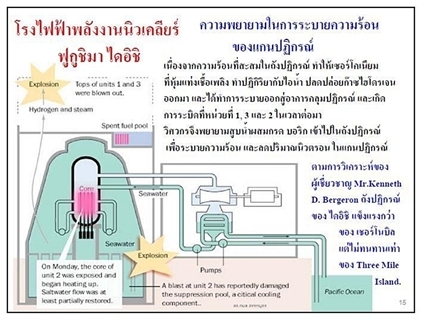 โรงไฟฟ้าพลังงานนิวเคลียร์
ฟูกูชิมา ไดอิชิ
ความพยายามในการระบายความร้อน
ของแกนปฏิกรณ์
เนื่องจากความร้อนที่สะสมในถังปฏิกรณ์ ทำให้เซอร์โคเนียม
ที่หุ้มแท่งเชื้อเพลิง ทำปฏิกิริยากับไอน้ำ ปลดปล่อยก๊าซไฮโดรเจน
ออกมา และได้ทำการระบายออกสู่อาคารคลุมปฏิกรณ์ และเกิด
การระเบิดที่หน่วยที่ 1, 3 และ 2 ในเวลาต่อมา
วิศวกรจึงพยายามสูบน้ำผสมกรด บอริก เข้าไปในถังปฏิกรณ์
เพื่อระบายความร้อน และลดปริมาณนิวตรอน ในแกนปฏิกรณ์
ตามการวิเคราะห์ของ
ผู้เชี่ยวชาญ Mr.Kenneth
D. Bergeron ถังปฏิกรณ์
ของ ไดอิชิ แข็งแรงกว่า
ของ เชอร์โนบิล
แต่ไม่ทนทานเท่า
ของ Three Mile
Island.
Explosion
Tops of units 1 and 3
were blown out.
Hydrogen and steam
Spent fuel pool
Core
Seawater
Seawater
Seawater
Explosion
Pumps
On Monday, the core of
unit 2 was exposed and
began heating up.
Saltwater flow was at
least partially restored.
A blast at unit 2 has reportedly damaged
the suppression pool, a critical cooling
component.
Pacific Ocean
15